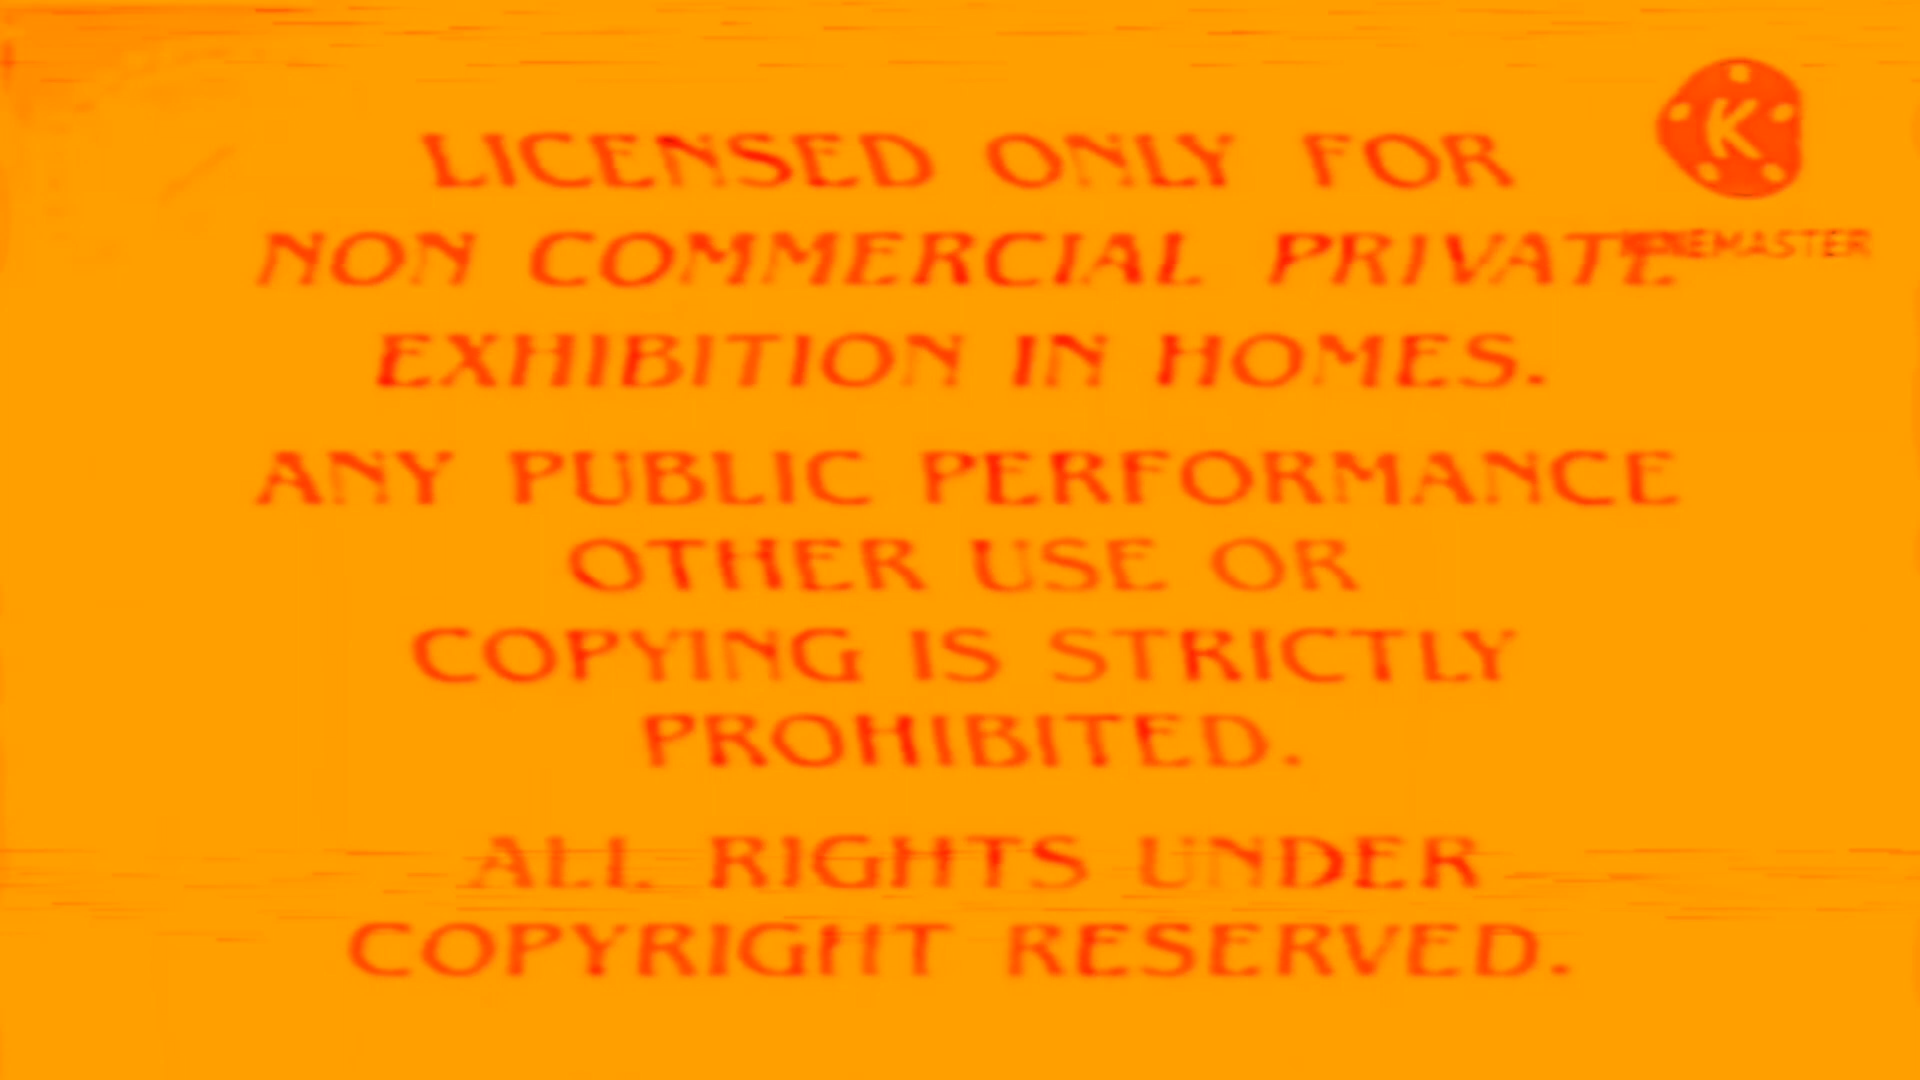 LICENSED ONLY FOR
NON COMMERCIAL PRIVATE
EXHIBITION IN HOMES.
ANY PUBLIC PERFORMANCE
OTHER USE OR
COPYING IS STRICTLY
PROHIBITED.
ALL RIGHTS UNDER
COPYRIGHT RESERVED.
K
KINEMASTER